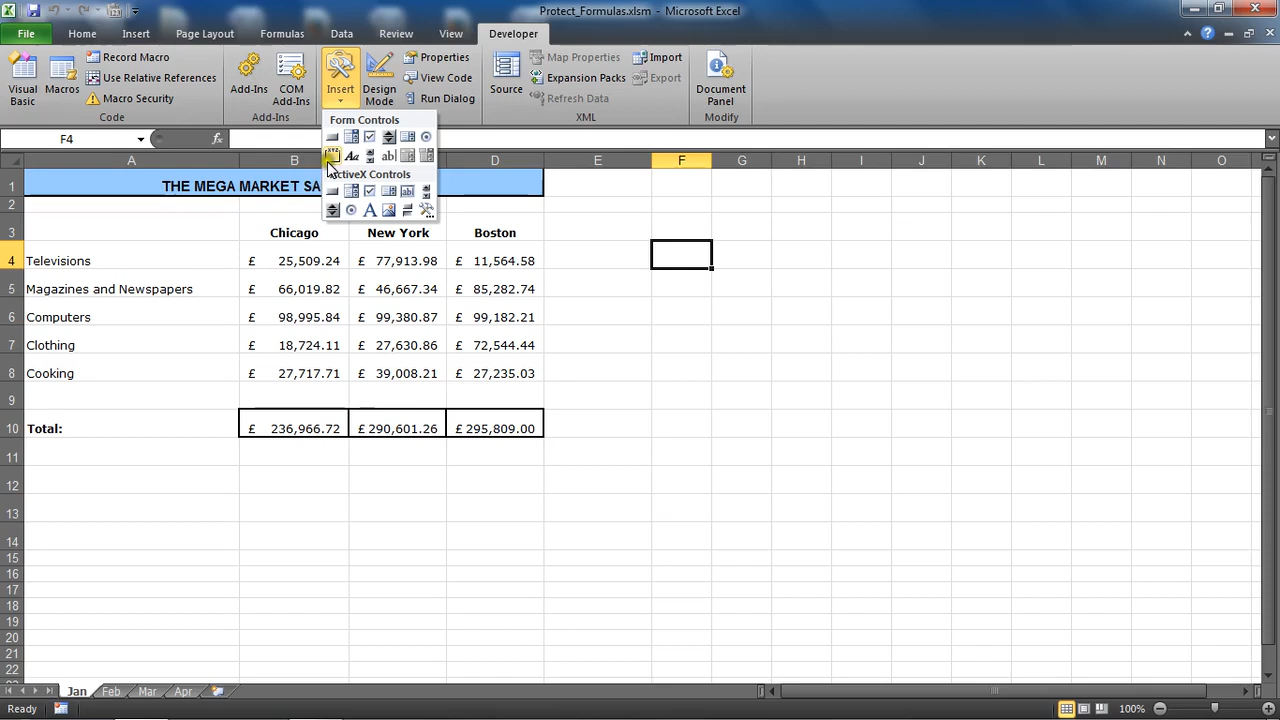 Protect_Formulas.xlsm - Microsoft Excel
File Home Insert Page Layout Formulas Data Review View Developer
Visual Basic
Macros
Record Macro
Use Relative References
Macro Security
Code
Add-Ins
COM Add-Ins
Add-Ins
Insert
Design Mode
Properties
View Code
Run Dialog
Source
Map Properties
Expansion Packs
Refresh Data
Import
Export
XML
Document Panel
Modify
Form Controls
XYZ
Aa
ab|
ctiveX Controls
ab|
A
F4 fx
A B D E F G H I J K L M N
1 THE MEGA MARKET SA
2
3 Chicago New York Boston
4 Televisions £ 25,509.24 £ 77,913.98 £ 11,564.58
5 Magazines and Newspapers £ 66,019.82 £ 46,667.34 £ 85,282.74
6 Computers £ 98,995.84 £ 99,380.87 £ 99,182.21
7 Clothing £ 18,724.11 £ 27,630.86 £ 72,544.44
8 Cooking £ 27,717.71 £ 39,008.21 £ 27,235.03
9
10 Total: £ 236,966.72 £ 290,601.26 £ 295,809.00
11
12
13
14
15
16
17
18
19
20
21
22
Jan Feb Mar Apr
Ready 100%